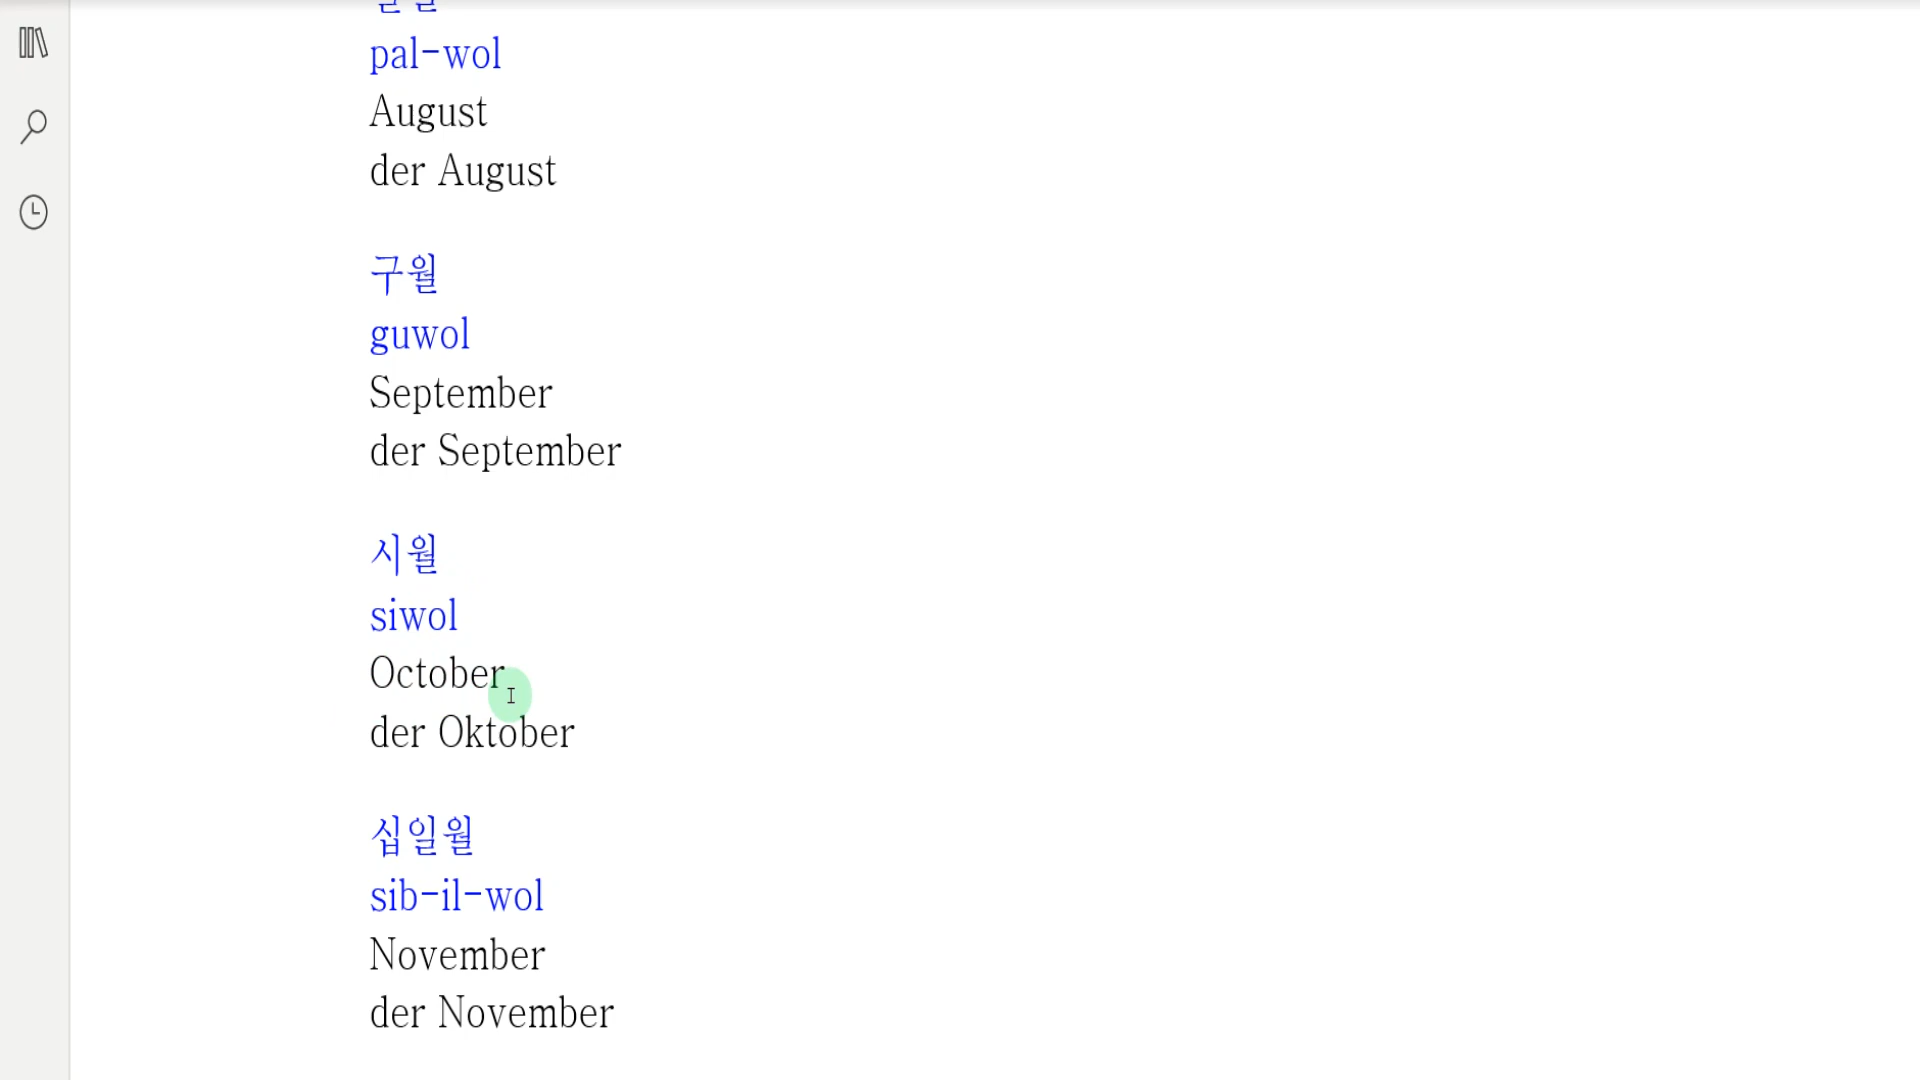 pal-wol
August
der August
구월
guwol
September
der September
시월
siwol
October
der Oktober
십일월
sib-il-wol
November
der November